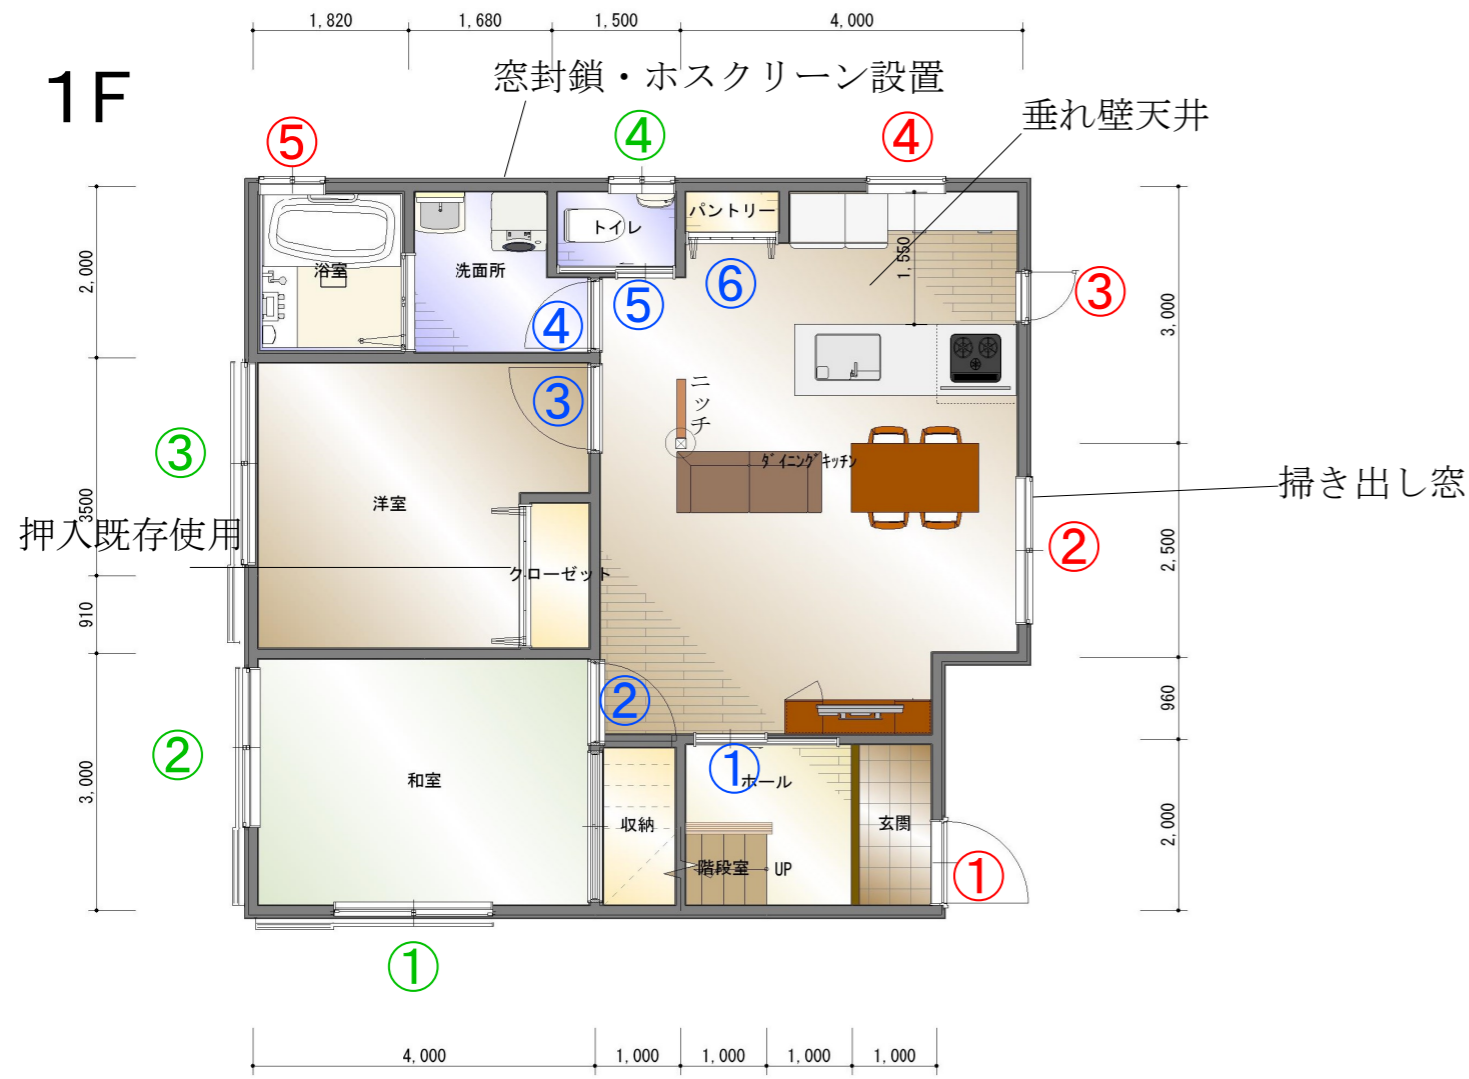 1,820
1,680
1,500
4,000
1F
窓封鎖・ホスクリーン設置
垂れ壁天井
⑤
④
④
パントリー
トイレ
浴室
洗面所
1,550
2,000
⑥
⑤
③
④
3,000
③
ニッチ
③
ダイニングキッチン
掃き出し窓
洋室
3500
押入既存使用
②
2,500
クローゼット
910
②
960
②
①
ホール
和室
3,000
収納
玄関
2,000
階段室
UP
①
①
4,000
1,000
1,000
1,000
1,000